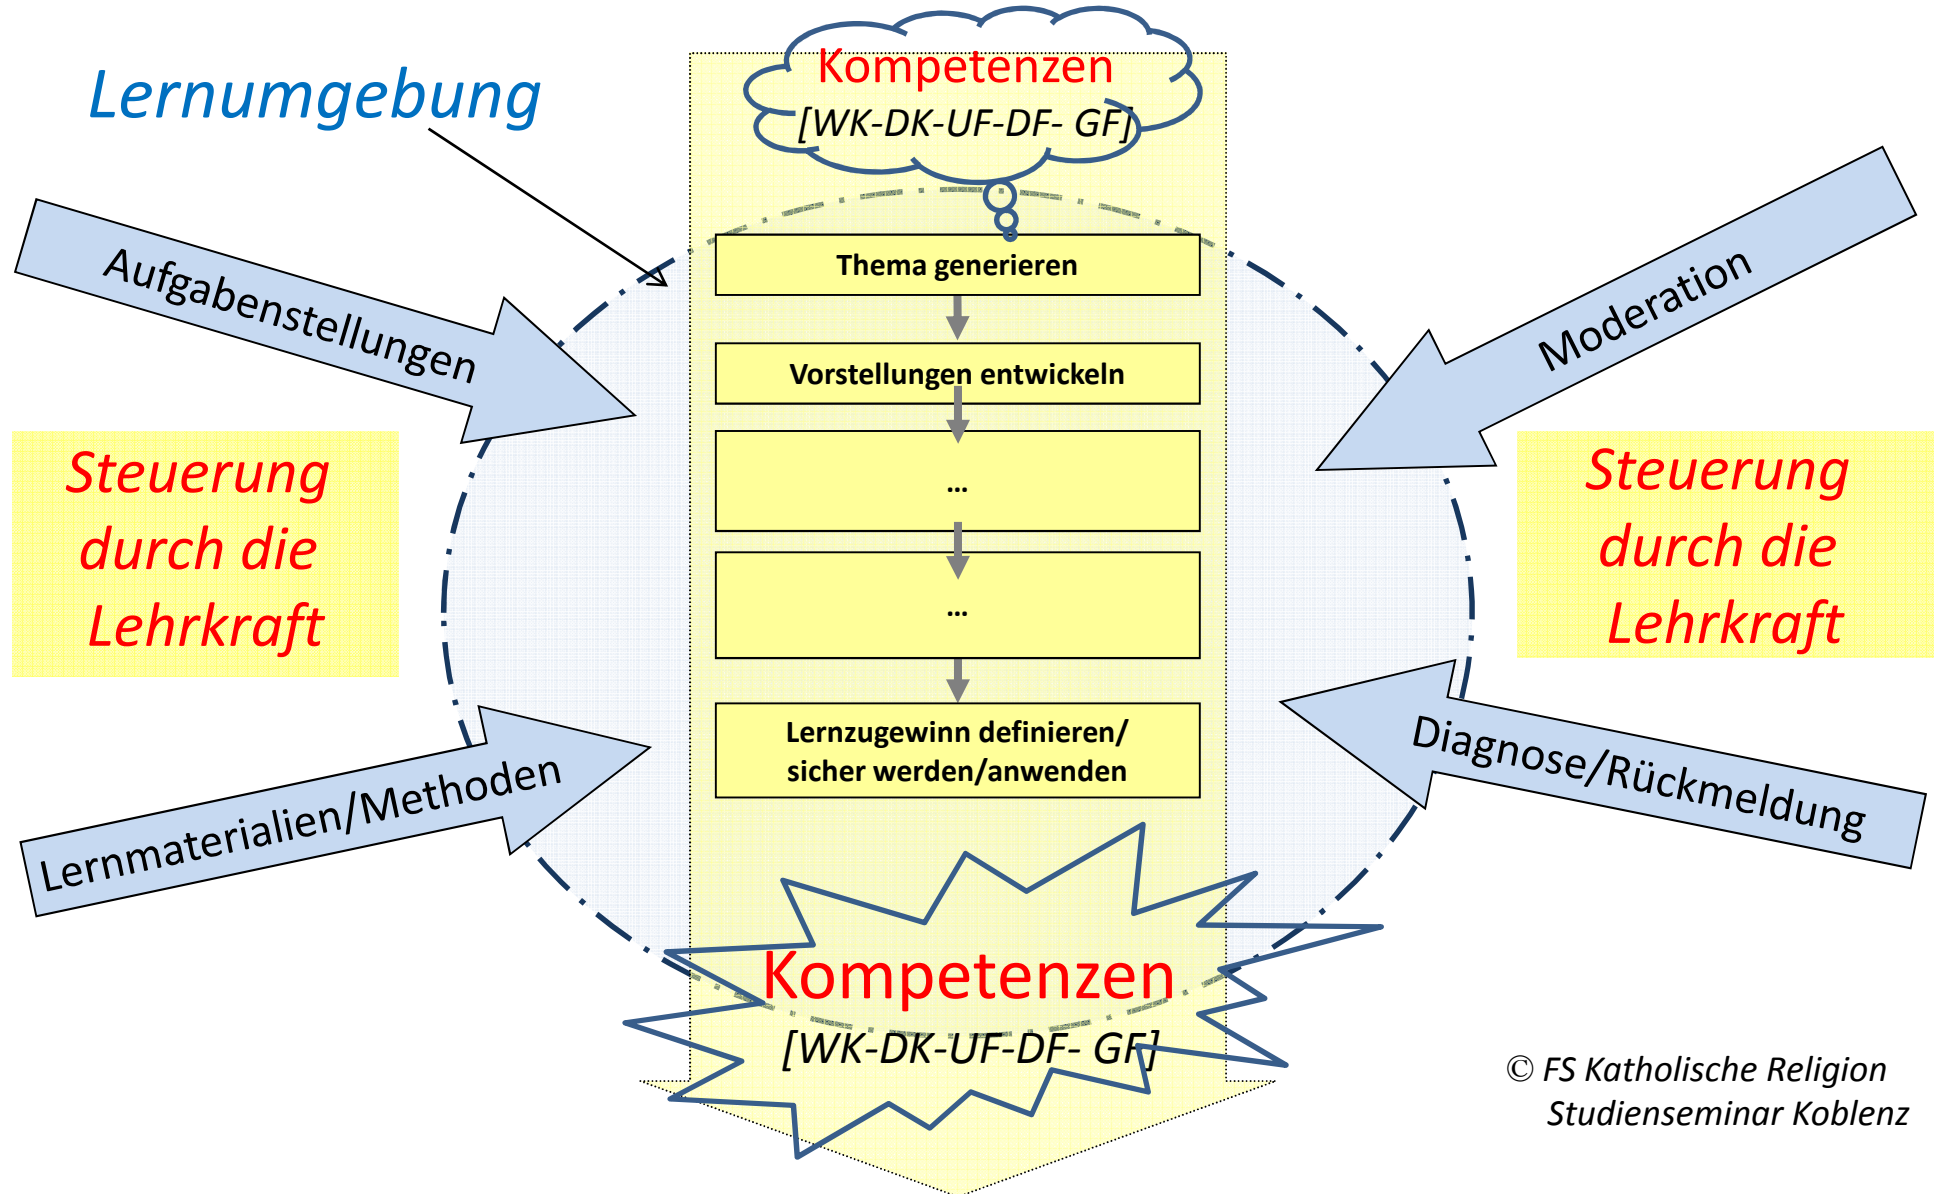 Kompetenzen
[WK-DK-UF-DF- GF]
Lernumgebung
Aufgabenstellungen
Moderation
Thema generieren
Vorstellungen entwickeln
...
...
Lernzugewinn definieren/
sicher werden/anwenden
Steuerung
durch die
Lehrkraft
Steuerung
durch die
Lehrkraft
Lernmaterialien/Methoden
Diagnose/Rückmeldung
Kompetenzen
[WK-DK-UF-DF- GF]
© FS Katholische Religion
Studienseminar Koblenz